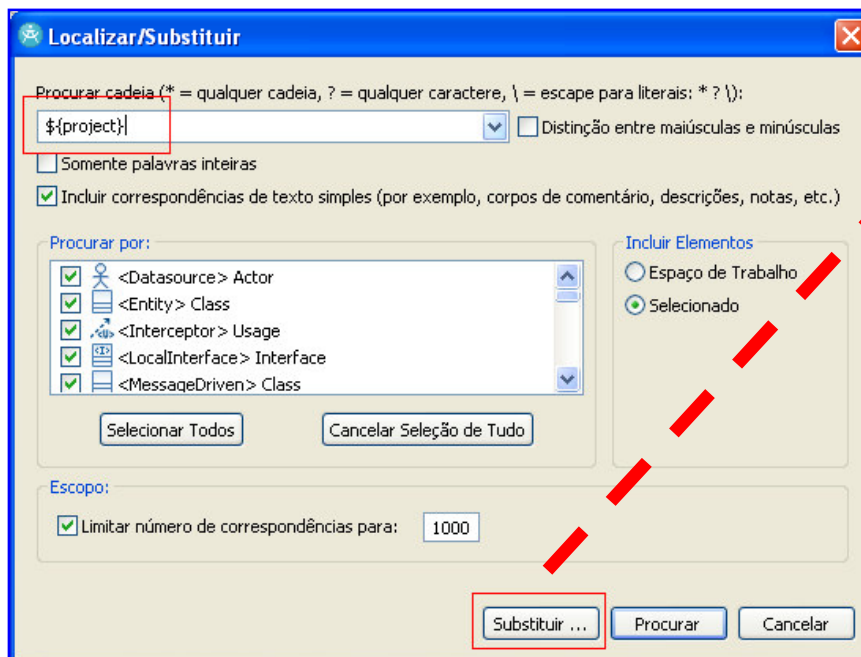 Localizar/Substituir
Procurar cadeia (* = qualquer cadeia, ? = qualquer caractere, \ = escape para literais: * ? \):
${project}
Distinção entre maiúsculas e minúsculas
Somente palavras inteiras
Incluir correspondências de texto simples (por exemplo, corpos de comentário, descrições, notas, etc.)
Procurar por:
<Datasource> Actor
<Entity> Class
<Interceptor> Usage
<LocalInterface> Interface
<MessageDriven> Class
Selecionar Todos
Cancelar Seleção de Tudo
Incluir Elementos
Espaço de Trabalho
Selecionado
Escopo:
Limitar número de correspondências para: 1000
Substituir ... Procurar Cancelar